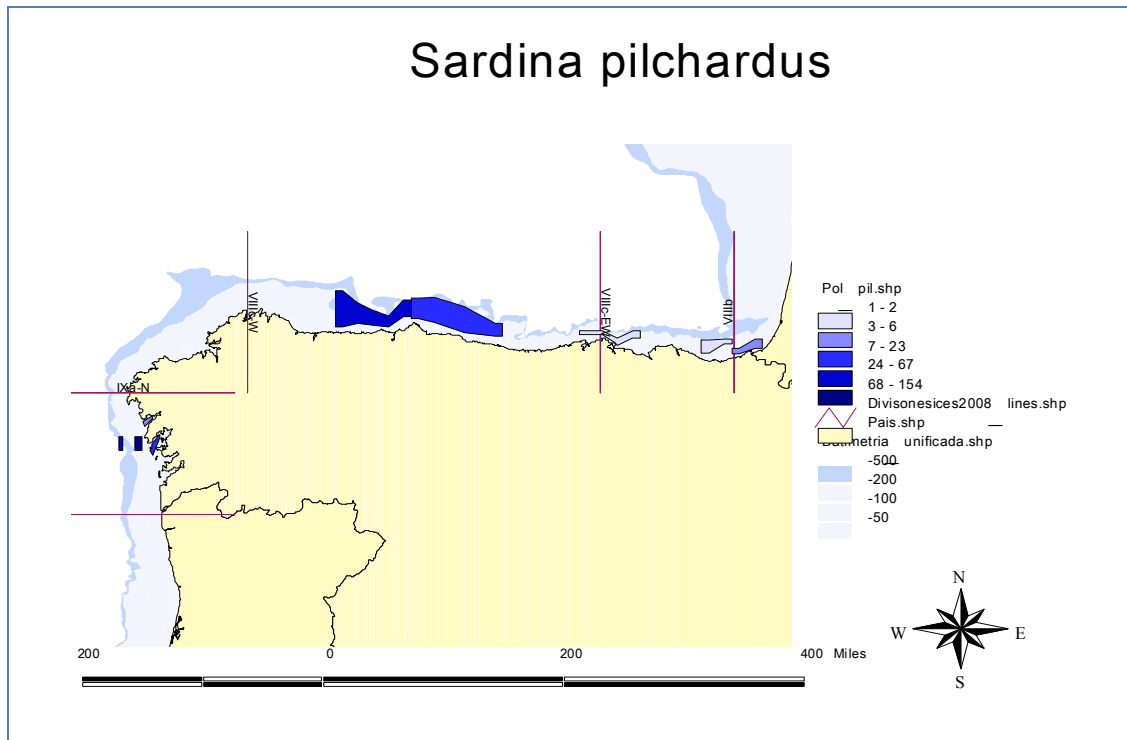 Sardina pilchardus
VIIIc-W
VIIIb
IXa-N
Pol pil.shp
1 - 2
3 - 6
7 - 23
24 - 67
68 - 154
Divisonesices2008 lines.shp
Pais.shp
Batimetria unificada.shp
-500
-200
-100
-50
N
W E
S
200 0 200 400 Miles